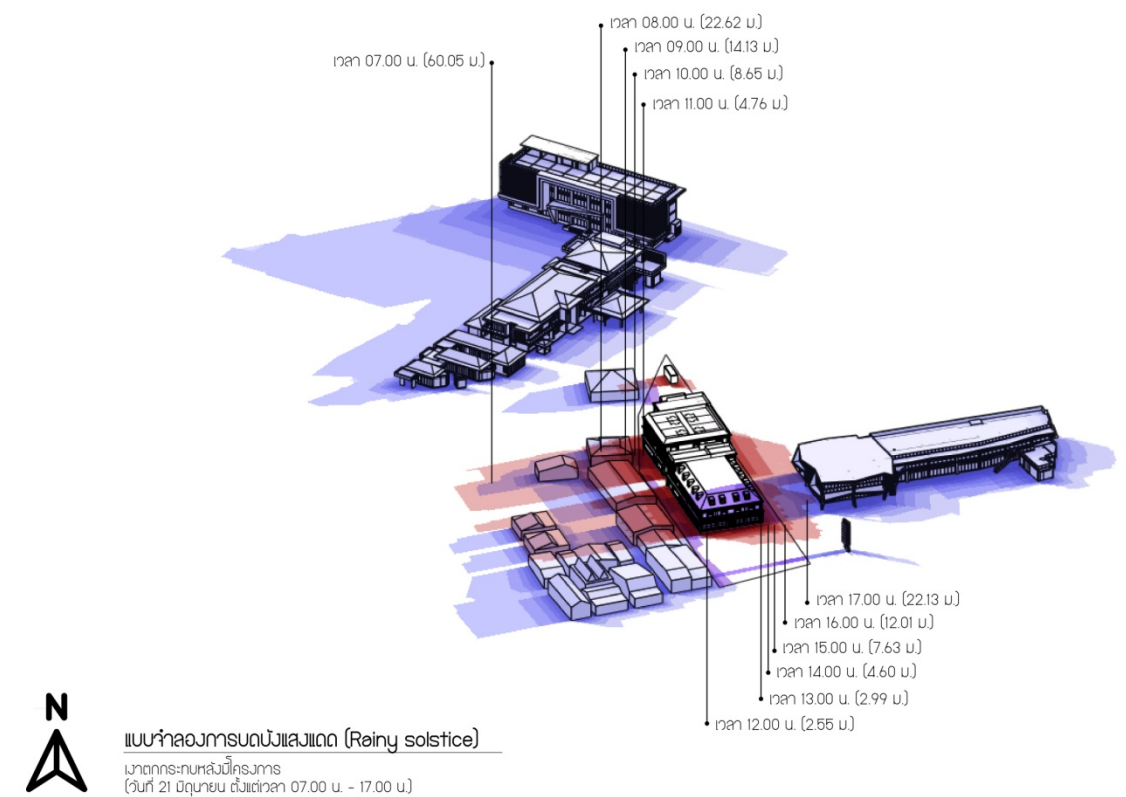 เวลา 08.00 น. (22.62 ม.)
เวลา 09.00 น. (14.13 ม.)
เวลา 07.00 น. (60.05 ม.)
เวลา 10.00 น. (8.65 ม.)
เวลา 11.00 น. (4.76 ม.)
เวลา 17.00 น. (22.13 ม.)
เวลา 16.00 น. (12.01 ม.)
เวลา 15.00 น. (7.63 ม.)
เวลา 14.00 น. (4.60 ม.)
เวลา 13.00 น. (2.99 ม.)
เวลา 12.00 น. (2.55 ม.)
N
แบบจำลองการบดบังแสงแดด (Rainy solstice)
เงาตกกระทบหลังมีโครงการ
(วันที่ 21 มิถุนายน ตั้งแต่เวลา 07.00 น. - 17.00 น.)